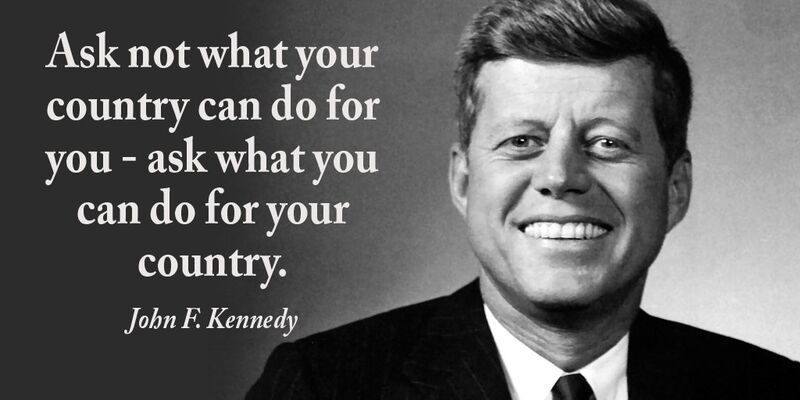 Ask not what your
country can do for
you - ask what you
can do for your
country.
John F. Kennedy